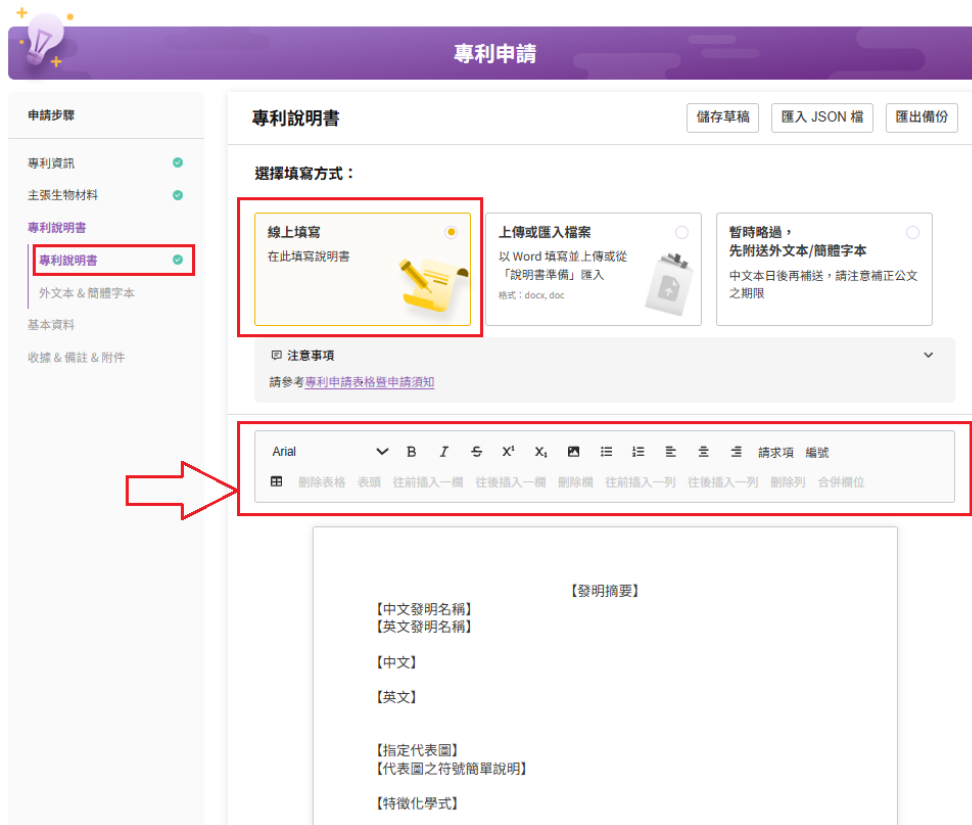 專利申請
申請步驟
專利資訊
主張生物材料
專利說明書
專利說明書
外文本 & 簡體字本
基本資料
收據 & 備註 & 附件
專利說明書
儲存草稿
匯入 JSON 檔
匯出備份
選擇填寫方式：
線上填寫
在此填寫說明書
上傳或匯入檔案
以 Word 填寫並上傳或從
「說明書準備」匯入
格式：docx, doc
暫時略過，
先附送外文本/簡體字本
中文本日後再補送，請注意補正公文
之期限
注意事項
請參考專利申請表格暨申請須知
Arial B I S X¹ X₁ 請求項 編號
刪除表格 表頭 往前插入一欄 往後插入一欄 刪除欄 往前插入一列 往後插入一列 刪除列 合併欄位
【發明摘要】
【中文發明名稱】
【英文發明名稱】
【中文】
【英文】
【指定代表圖】
【代表圖之符號簡單說明】
【特徵化學式】